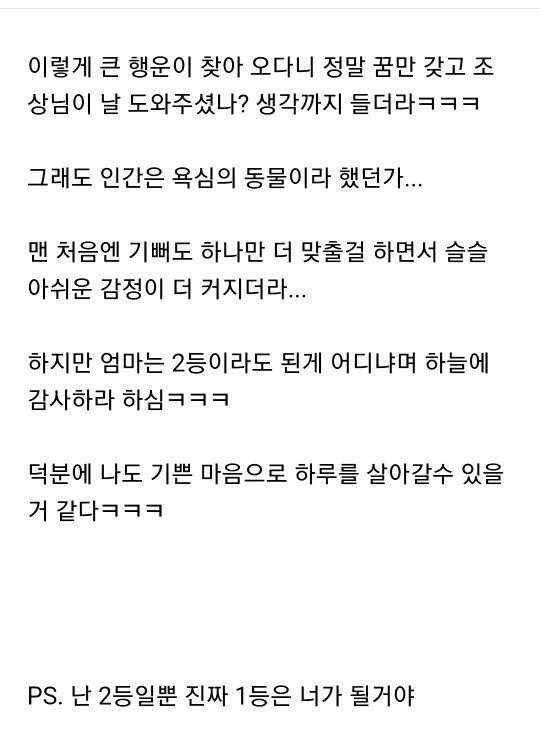 이렇게 큰 행운이 찾아 오다니 정말 꿈만 갖고 조
상님이 날 도와주셨나? 생각까지 들더라ㅋㅋㅋ
그래도 인간은 욕심의 동물이라 했던가...
맨 처음엔 기뻐도 하나만 더 맞출걸 하면서 슬슬
아쉬운 감정이 더 커지더라...
하지만 엄마는 2등이라도 된게 어디냐며 하늘에
감사하라 하심ㅋㅋㅋ
덕분에 나도 기쁜 마음으로 하루를 살아갈수 있을
거 같다ㅋㅋㅋ
PS. 난 2등일뿐 진짜 1등은 너가 될거야